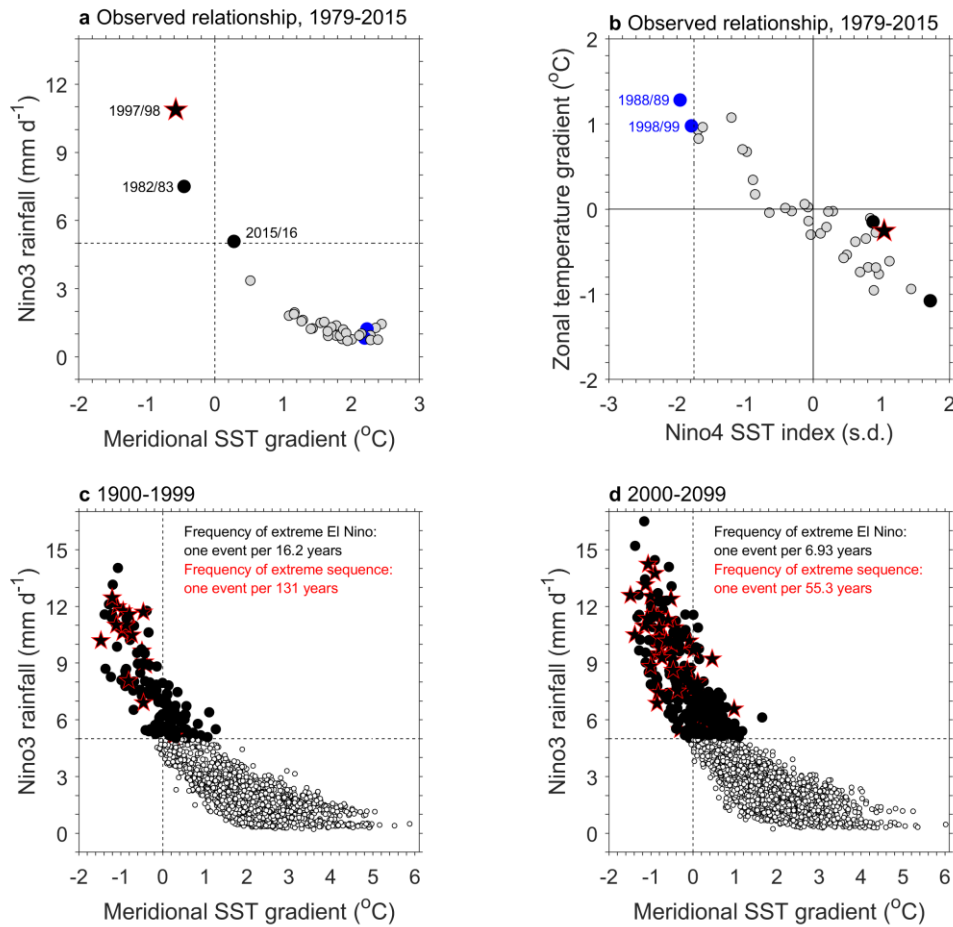 a Observed relationship, 1979-2015
Nino3 rainfall (mm d⁻¹)
12
9
6
3
0
1997/98
1982/83
2015/16
-2 -1 0 1 2 3
Meridional SST gradient (°C)
b Observed relationship, 1979-2015
Zonal temperature gradient (°C)
2
1
0
-1
-2
1988/89
1998/99
-2 -1 0 1 2
Nino4 SST index (s.d.)
c 1900-1999
Nino3 rainfall (mm d⁻¹)
15
12
9
6
3
0
Frequency of extreme El Nino:
one event per 16.2 years
Frequency of extreme sequence:
one event per 131 years
-2 -1 0 1 2 3 4 5 6
Meridional SST gradient (°C)
d 2000-2099
Nino3 rainfall (mm d⁻¹)
15
12
9
6
3
0
Frequency of extreme El Nino:
one event per 6.93 years
Frequency of extreme sequence:
one event per 55.3 years
-2 -1 0 1 2 3 4 5 6
Meridional SST gradient (°C)